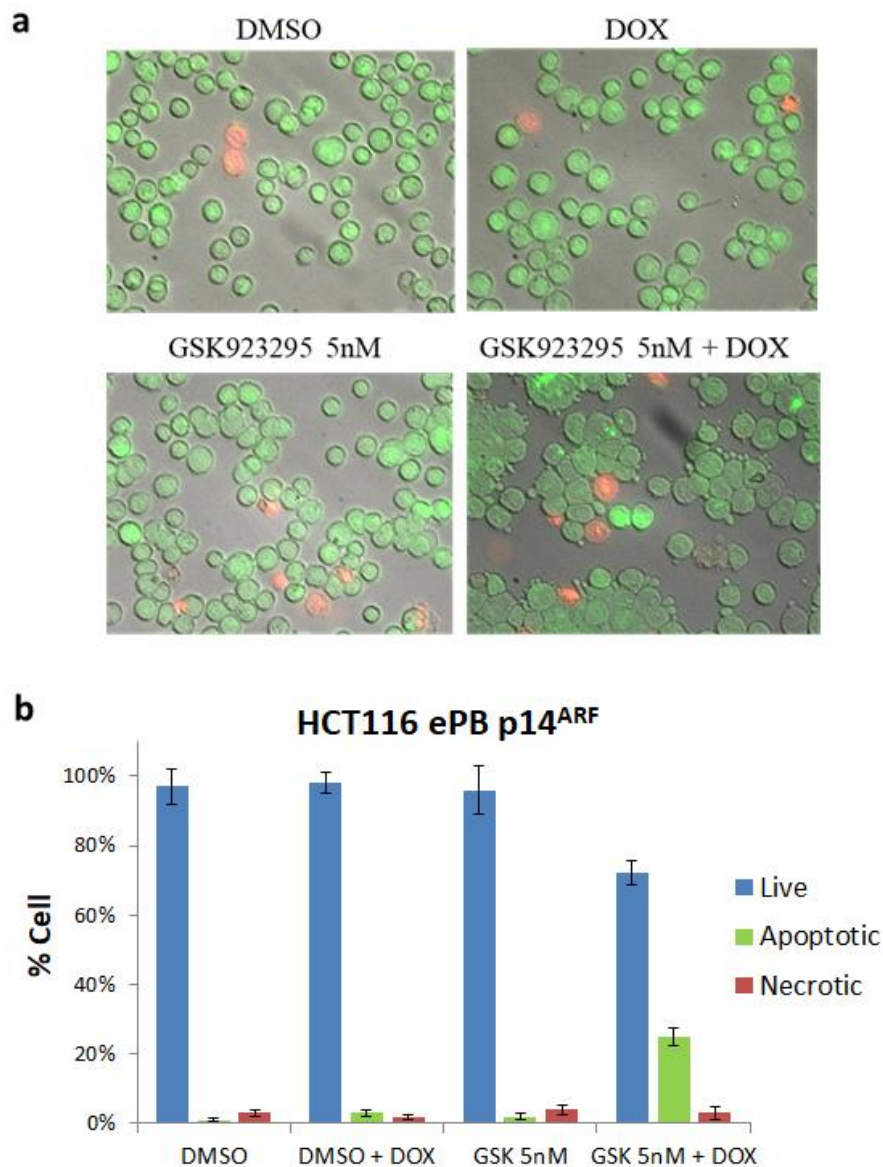 a
DMSO DOX
GSK923295 5nM GSK923295 5nM + DOX
b
HCT116 ePB p14ARF
100%
80%
60%
40%
20%
0%
% Cell
Live
Apoptotic
Necrotic
DMSO DMSO + DOX GSK 5nM GSK 5nM + DOX